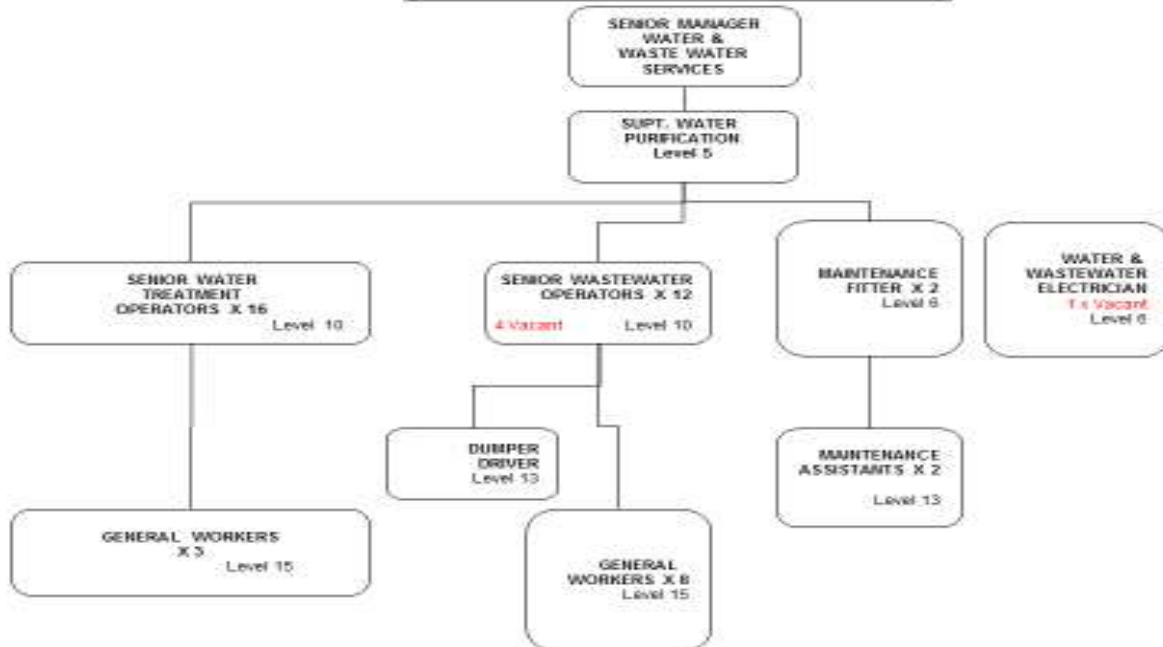 SENIOR MANAGER
WATER &
WASTE WATER
SERVICES
SUPT. WATER
PURIFICATION
Level 5
SENIOR WATER
TREATMENT
OPERATORS X 16
Level 10
SENIOR WASTEWATER
OPERATORS X 12
4 Vacant Level 10
MAINTENANCE
FITTER X 2
Level 6
WATER &
WASTEWATER
ELECTRICIAN
1 x Vacant
Level 6
DUMPER
DRIVER
Level 13
MAINTENANCE
ASSISTANTS X 2
Level 13
GENERAL WORKERS
X 3
Level 15
GENERAL
WORKERS X 8
Level 15